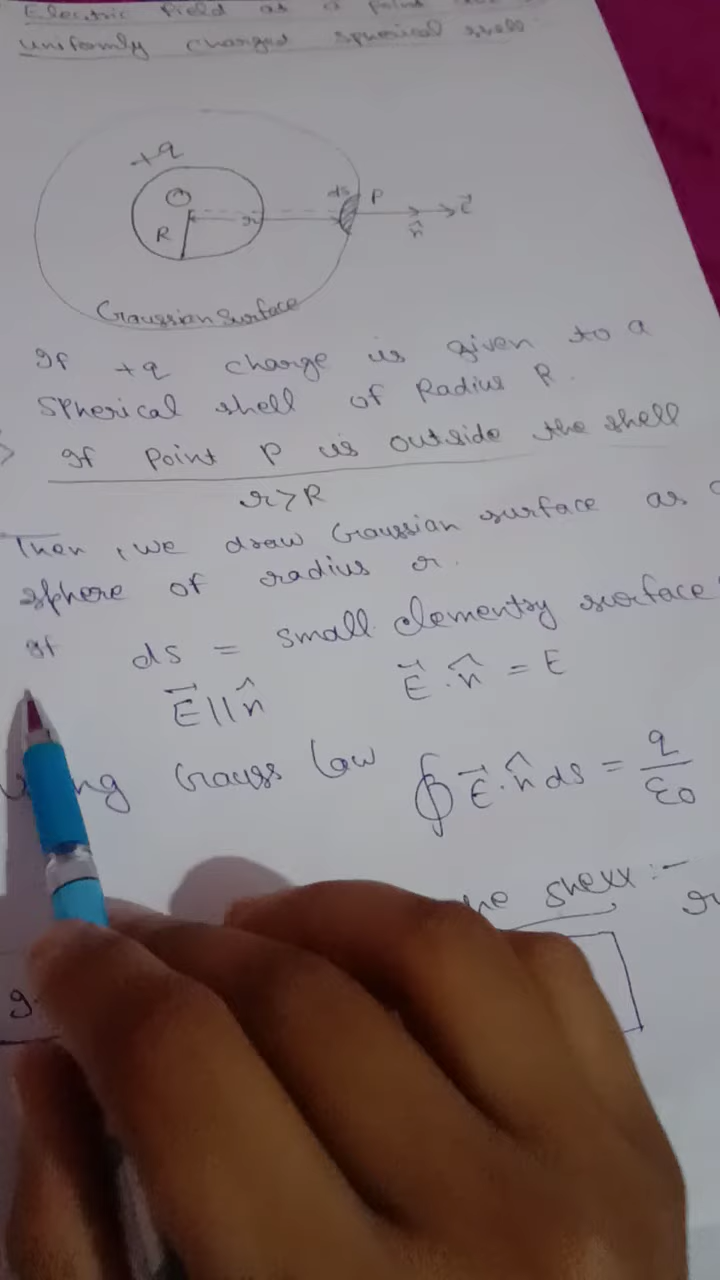 Electric field at a point
uniformly charged spherical shell
+q
O
R
r
ds
P
n̂
E⃗
Gaussian Surface
If +q charge is given to a
Spherical shell of Radius R.
If Point P is outside the shell
r>R
Then, we draw Gaussian surface as a
sphere of radius r.
If ds = small elementry surface
E⃗ || n̂ E⃗ . n̂ = E
Gauss law ∮ E⃗ . n̂ ds = q/ε0
the shell :-